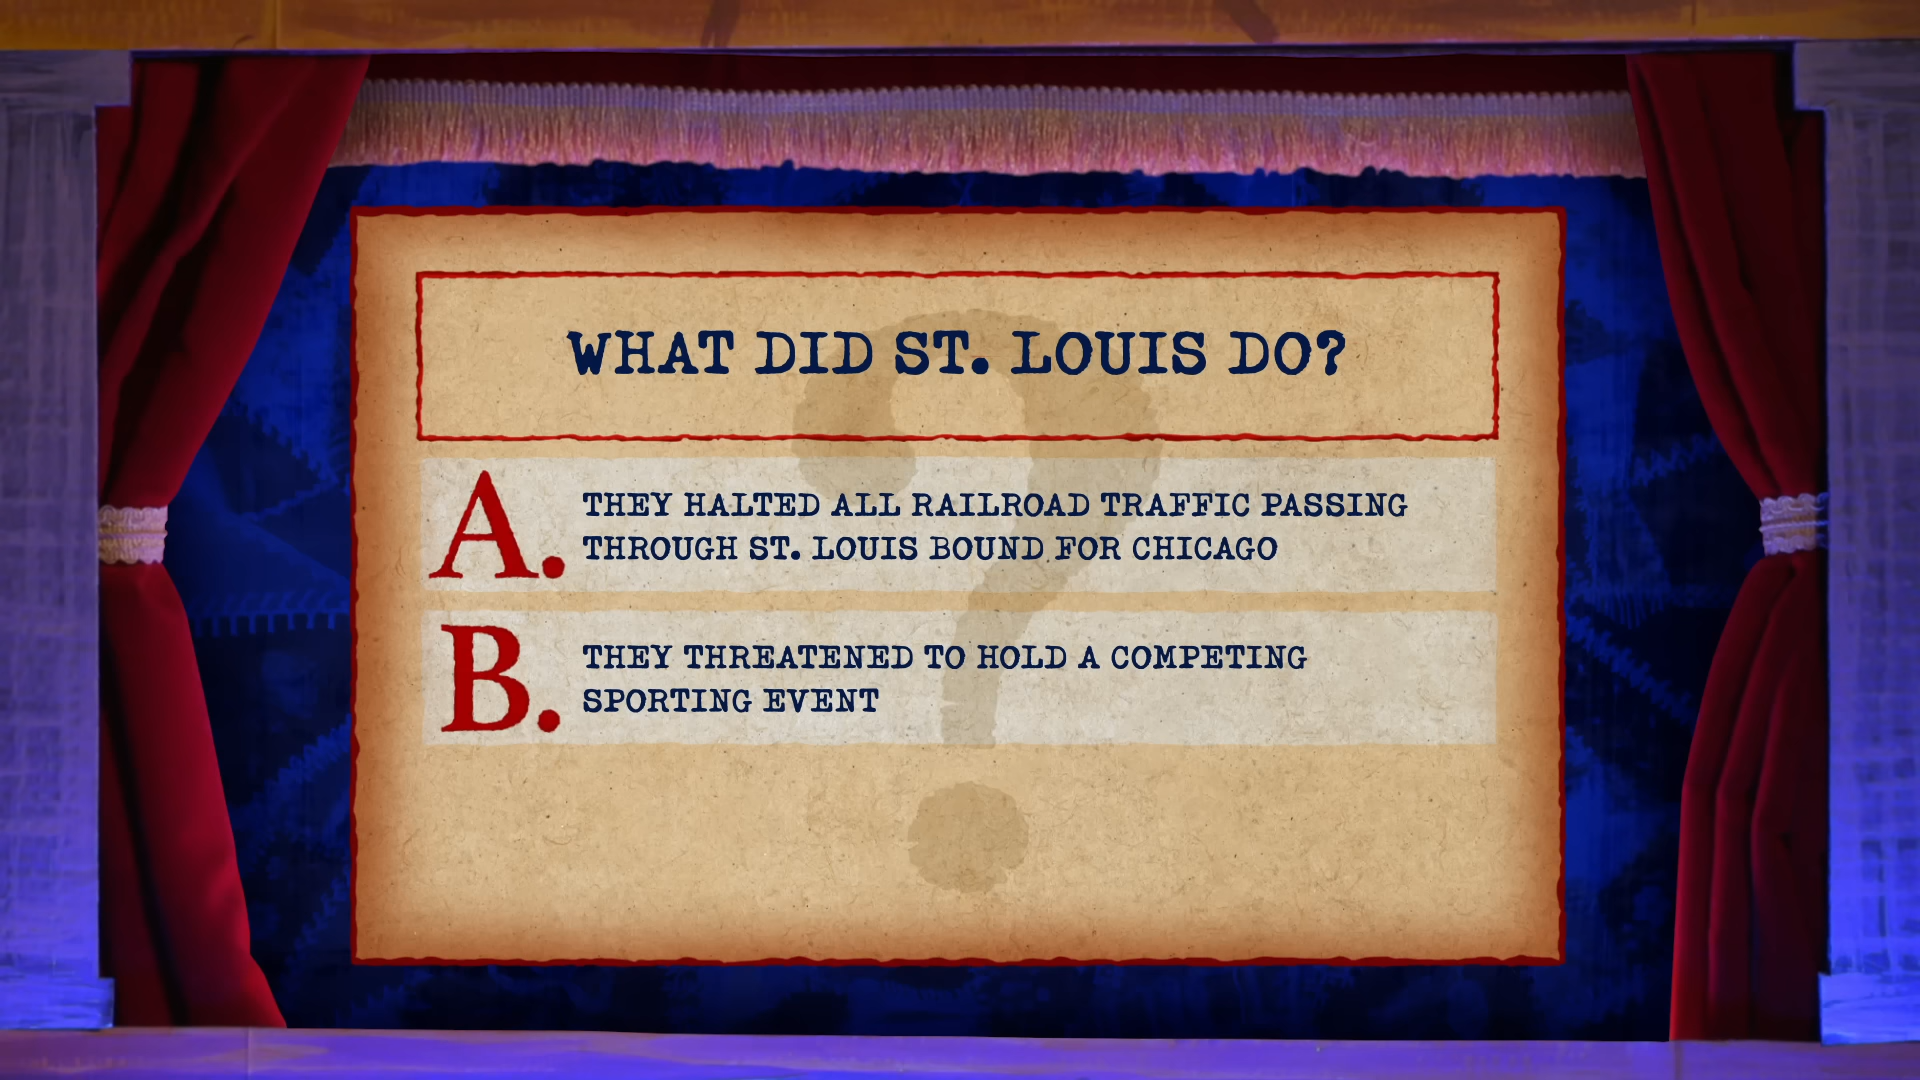 WHAT DID ST. LOUIS DO?
A. THEY HALTED ALL RAILROAD TRAFFIC PASSING
THROUGH ST. LOUIS BOUND FOR CHICAGO
B. THEY THREATENED TO HOLD A COMPETING
SPORTING EVENT